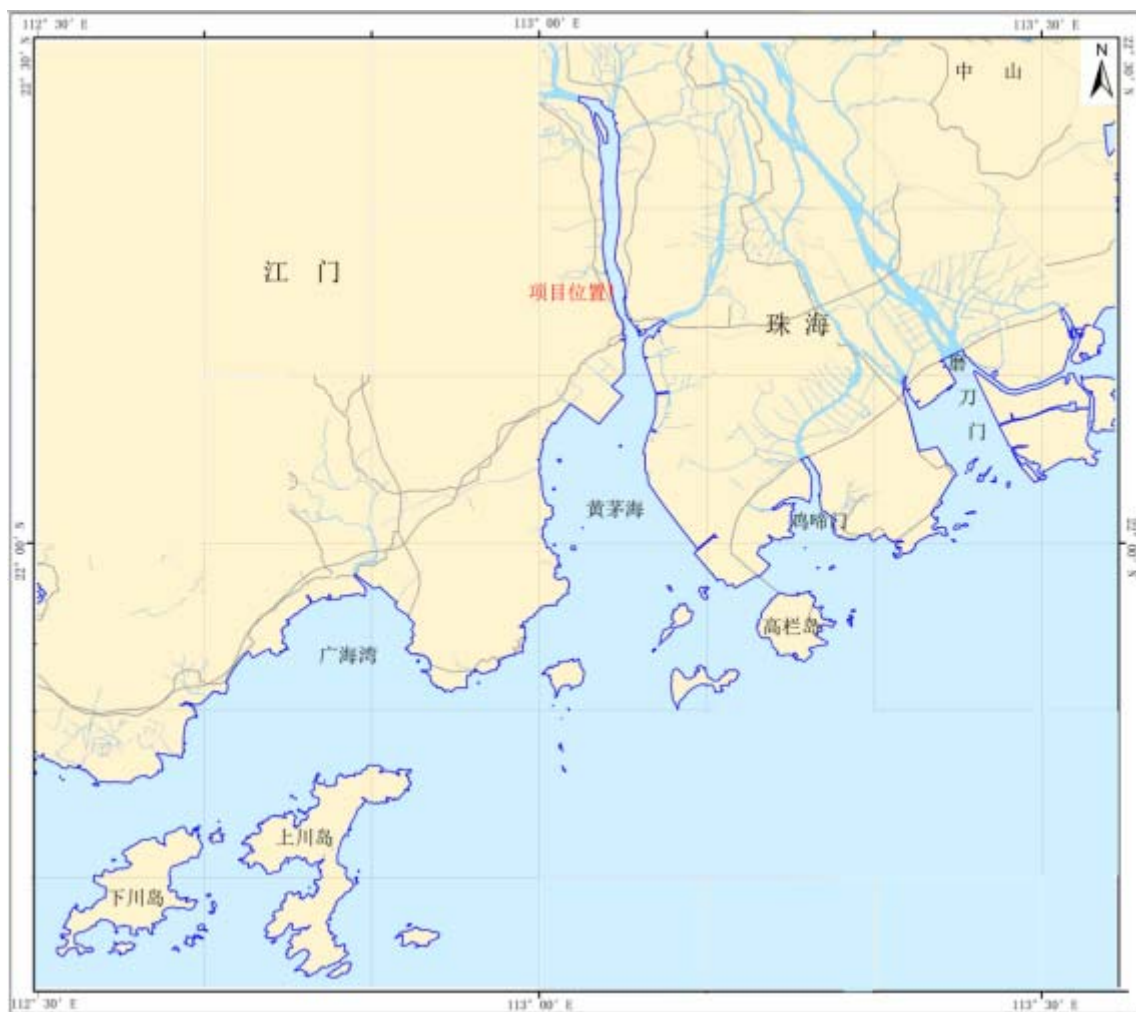 112° 30′ E
113° 00′ E
113° 30′ E
22° 30′ N
22° 30′ N
N
中 山
江 门
项目位置
珠 海
磨刀门
黄茅海
鸡啼门
22° 00′ N
22° 00′ N
高栏岛
广海湾
上川岛
下川岛
112° 30′ E
113° 00′ E
113° 30′ E